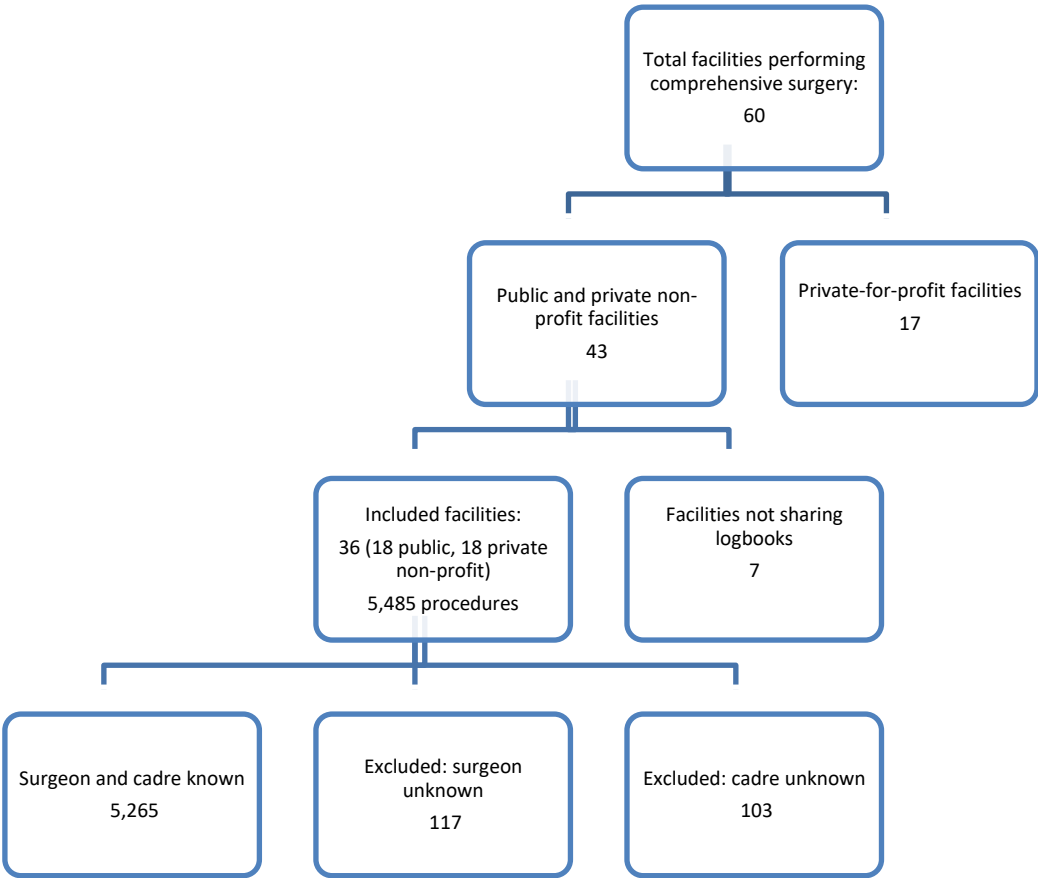 Total facilities performing
comprehensive surgery:
60
Public and private non-
profit facilities
43
Private-for-profit facilities
17
Included facilities:
36 (18 public, 18 private
non-profit)
5,485 procedures
Facilities not sharing
logbooks
7
Surgeon and cadre known
5,265
Excluded: surgeon
unknown
117
Excluded: cadre unknown
103